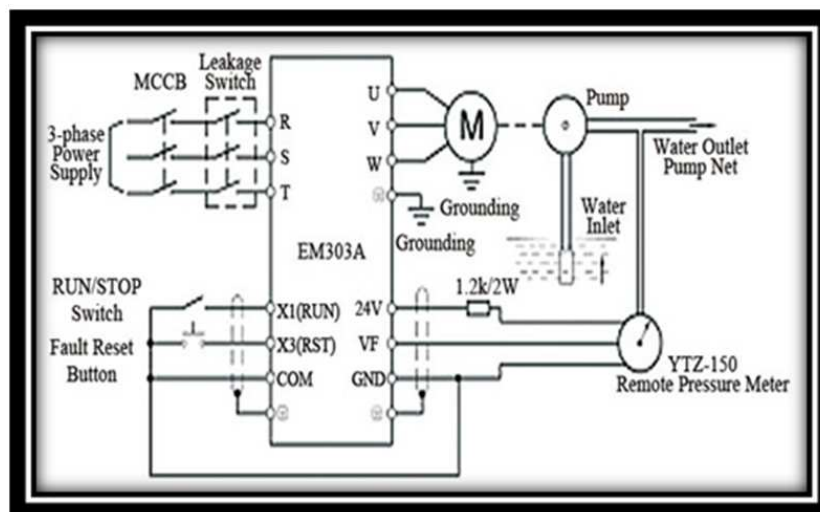 MCCB
Leakage
Switch
3-phase
Power
Supply
R
S
T
U
V
W
M
Pump
Water Outlet
Pump Net
Water
Inlet
Grounding
Grounding
EM303A
RUN/STOP
Switch
Fault Reset
Button
X1(RUN)
X3(RST)
COM
24V
VF
GND
1.2k/2W
YTZ-150
Remote Pressure Meter